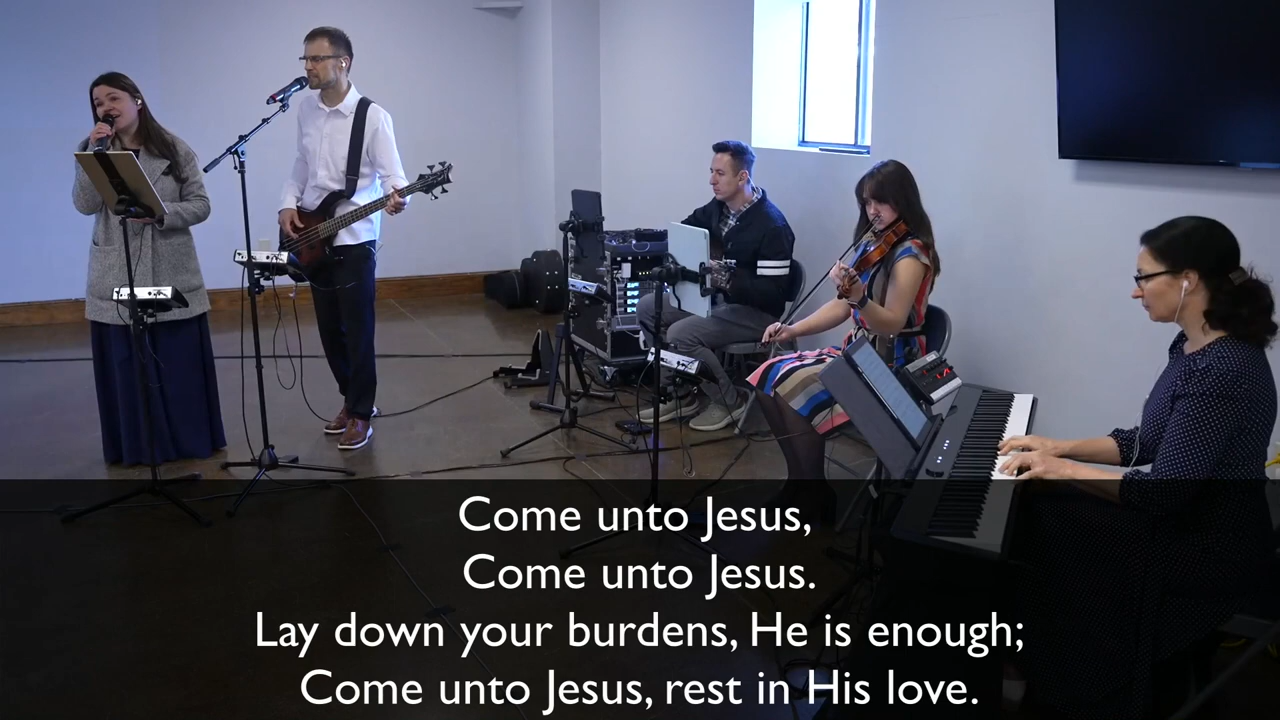 Come unto Jesus,
Come unto Jesus.
Lay down your burdens, He is enough;
Come unto Jesus, rest in His love.